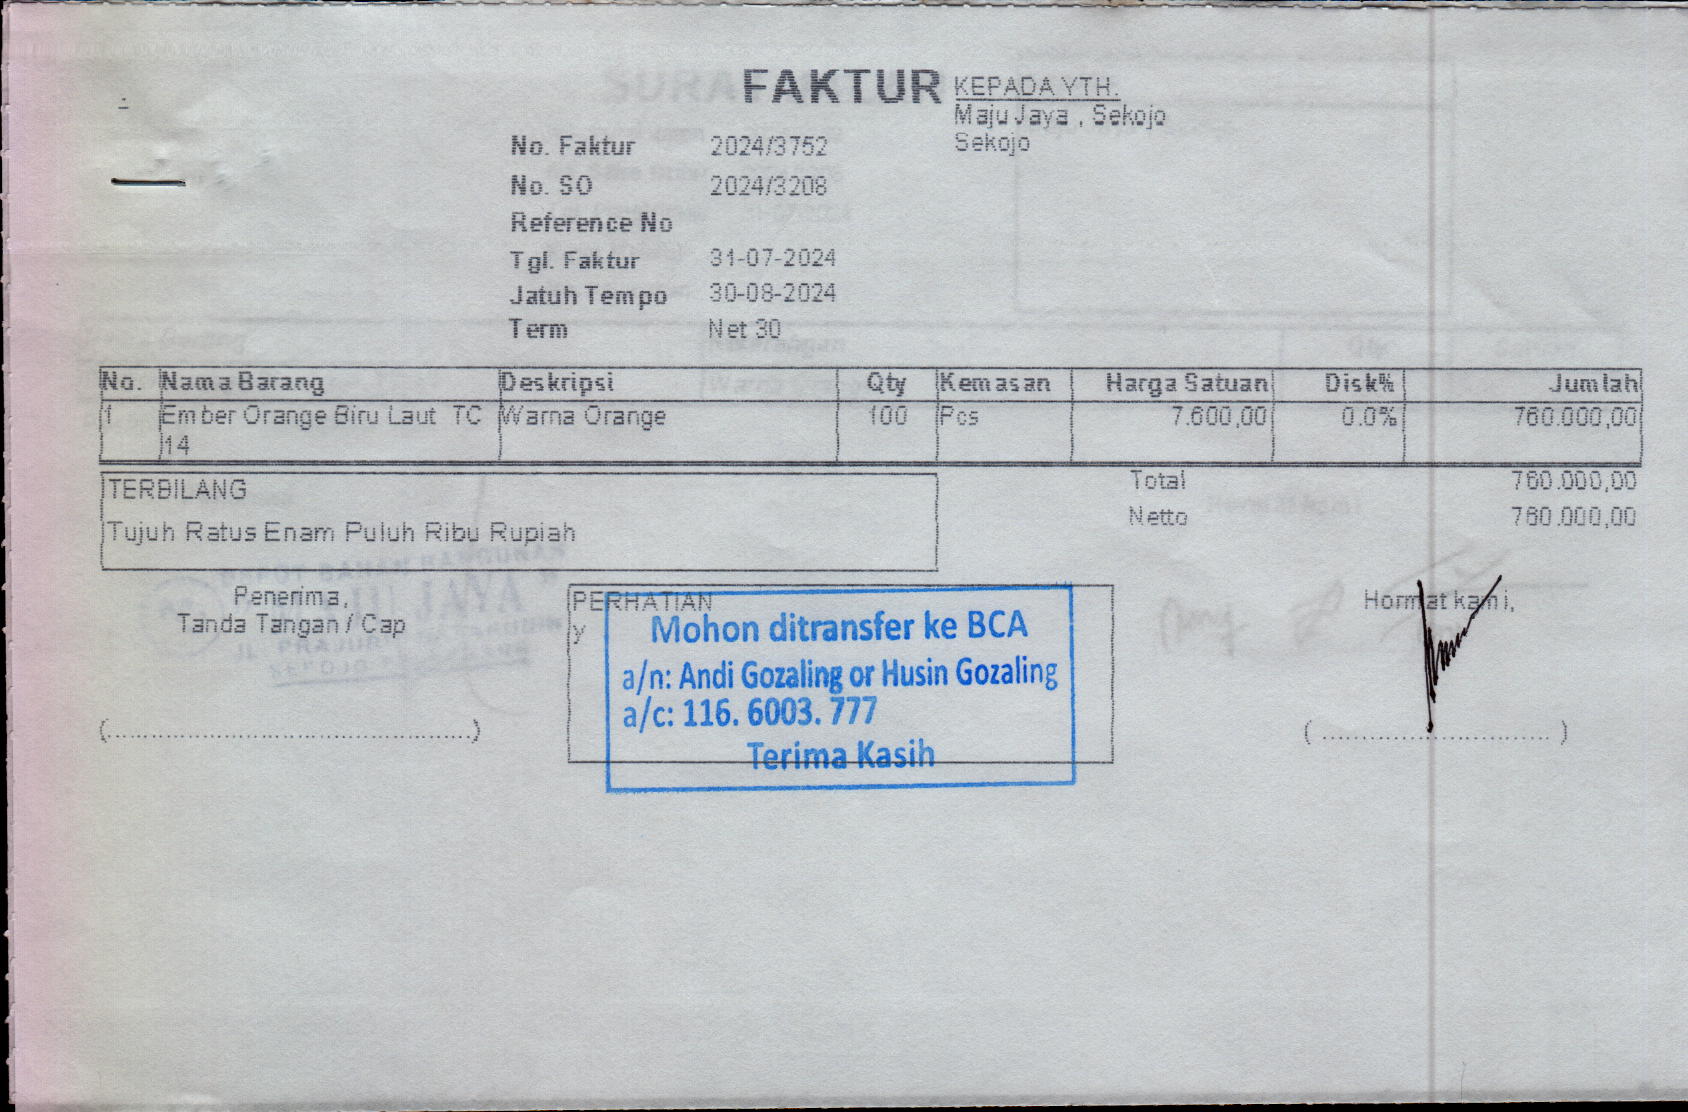 FAKTUR
KEPADA YTH.
Maju Jaya , Sekojo
Sekojo
No. Faktur 2024/3752
No. SO 2024/3208
Reference No
Tgl. Faktur 31-07-2024
Jatuh Tempo 30-08-2024
Term Net 30
No. Nama Barang Deskripsi Qty Kemasan Harga Satuan Disk% Jumlah
1 Ember Orange Biru Laut TC Warna Orange 100 Pcs 7.600,00 0.0% 760.000,00
14
Total 760.000,00
TERBILANG
Netto 760.000,00
Tujuh Ratus Enam Puluh Ribu Rupiah
Penerima,
Tanda Tangan / Cap
PERHATIAN
y
Mohon ditransfer ke BCA
a/n: Andi Gozaling or Husin Gozaling
a/c: 116. 6003. 777
Terima Kasih
Hormat kami,
(................................................)
( ............................. )